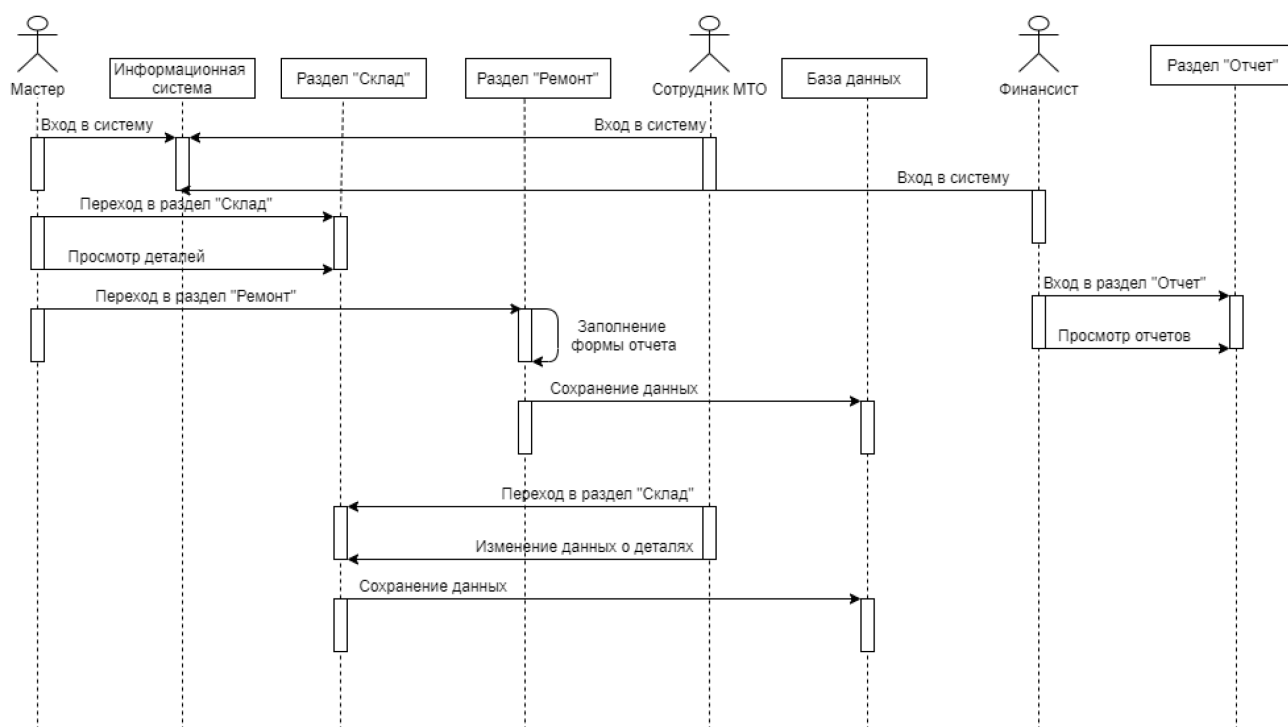 Мастер
Информационная
система
Раздел "Склад"
Раздел "Ремонт"
Сотрудник МТО
База данных
Финансист
Раздел "Отчет"
Вход в систему
Вход в систему
Вход в систему
Переход в раздел "Склад"
Просмотр деталей
Вход в раздел "Отчет"
Переход в раздел "Ремонт"
Заполнение
формы отчета
Просмотр отчетов
Сохранение данных
Переход в раздел "Склад"
Изменение данных о деталях
Сохранение данных